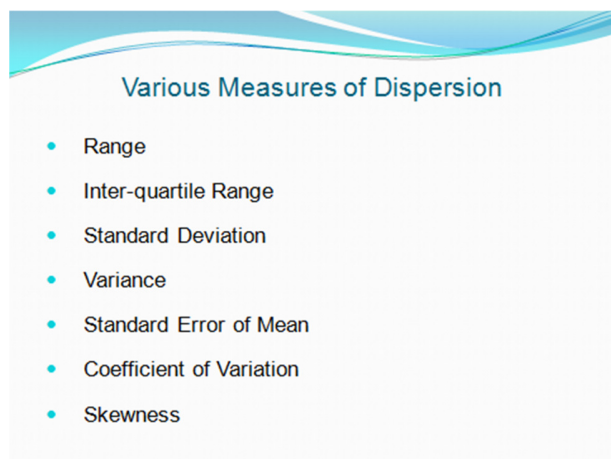 Various Measures of Dispersion
Range
Inter-quartile Range
Standard Deviation
Variance
Standard Error of Mean
Coefficient of Variation
Skewness